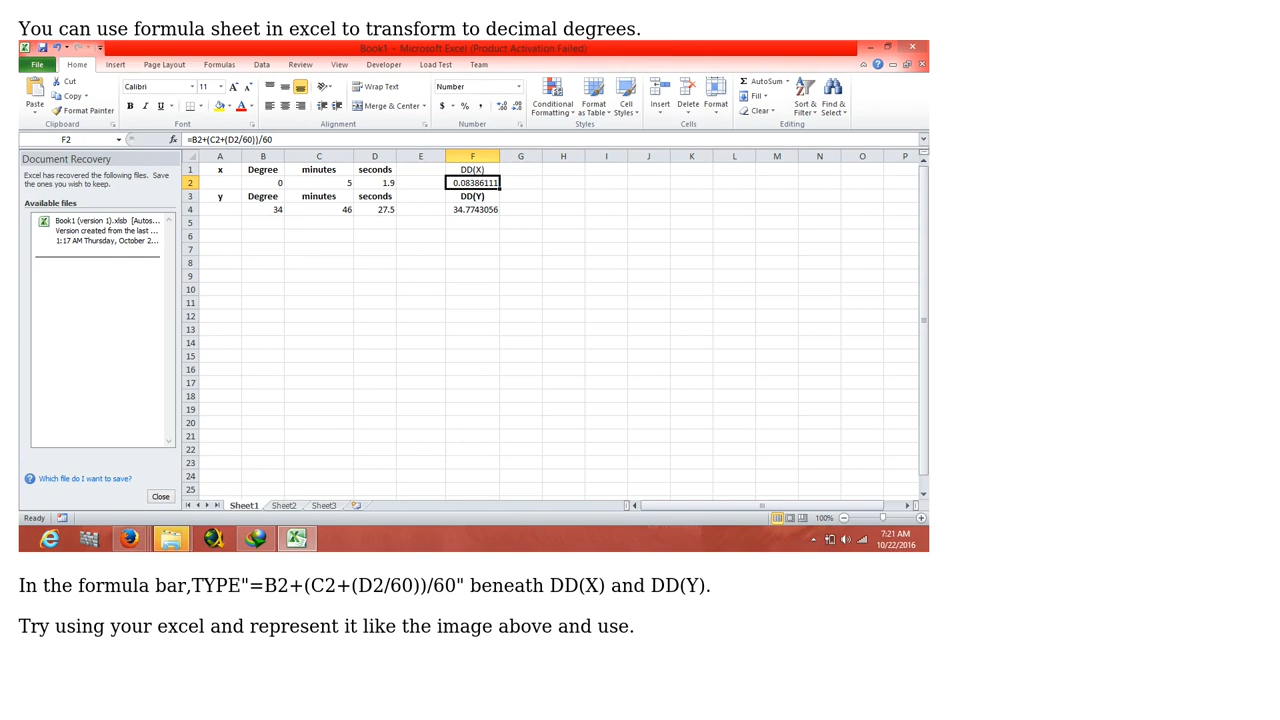 You can use formula sheet in excel to transform to decimal degrees.
Book1 - Microsoft Excel (Product Activation Failed)
File Home Insert Page Layout Formulas Data Review View Developer Load Test Team
Cut
Copy
Format Painter
Paste
Clipboard
Calibri 11
B I U
Font
Wrap Text
Merge & Center
Alignment
Number
$ % ,
Number
Conditional Formatting
Format as Table
Cell Styles
Styles
Insert Delete Format
Cells
AutoSum
Fill
Clear
Sort & Filter
Find & Select
Editing
F2 fx =B2+(C2+(D2/60))/60
Document Recovery
Excel has recovered the following files. Save
the ones you wish to keep.
Available files
Book1 (version 1).xlsb [Autos...
Version created from the last ...
1:17 AM Thursday, October 2...
Which file do I want to save?
Close
A B C D E F G H I J K L M N O P
1 x Degree minutes seconds DD(X)
2 0 5 1.9 0.08386111
3 y Degree minutes seconds DD(Y)
4 34 46 27.5 34.7743056
5
6
7
8
9
10
11
12
13
14
15
16
17
18
19
20
21
22
23
24
25
Sheet1 Sheet2 Sheet3
Ready 100%
7:21 AM
10/22/2016
In the formula bar,TYPE"=B2+(C2+(D2/60))/60" beneath DD(X) and DD(Y).
Try using your excel and represent it like the image above and use.